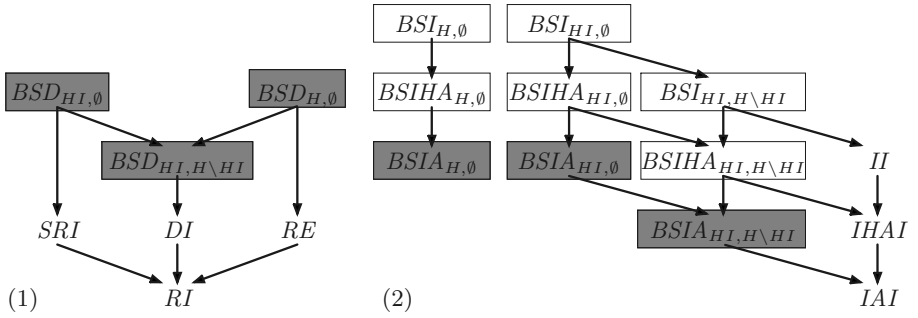 BSI_{H,∅} BSI_{HI,∅}
BSD_{HI,∅} BSD_{H,∅} BSIHA_{H,∅} BSIHA_{HI,∅} BSI_{HI,H\HI}
BSD_{HI,H\HI} BSIA_{H,∅} BSIA_{HI,∅} BSIHA_{HI,H\HI} II
SRI DI RE BSIA_{HI,H\HI} IHAI
(1) RI (2) IAI